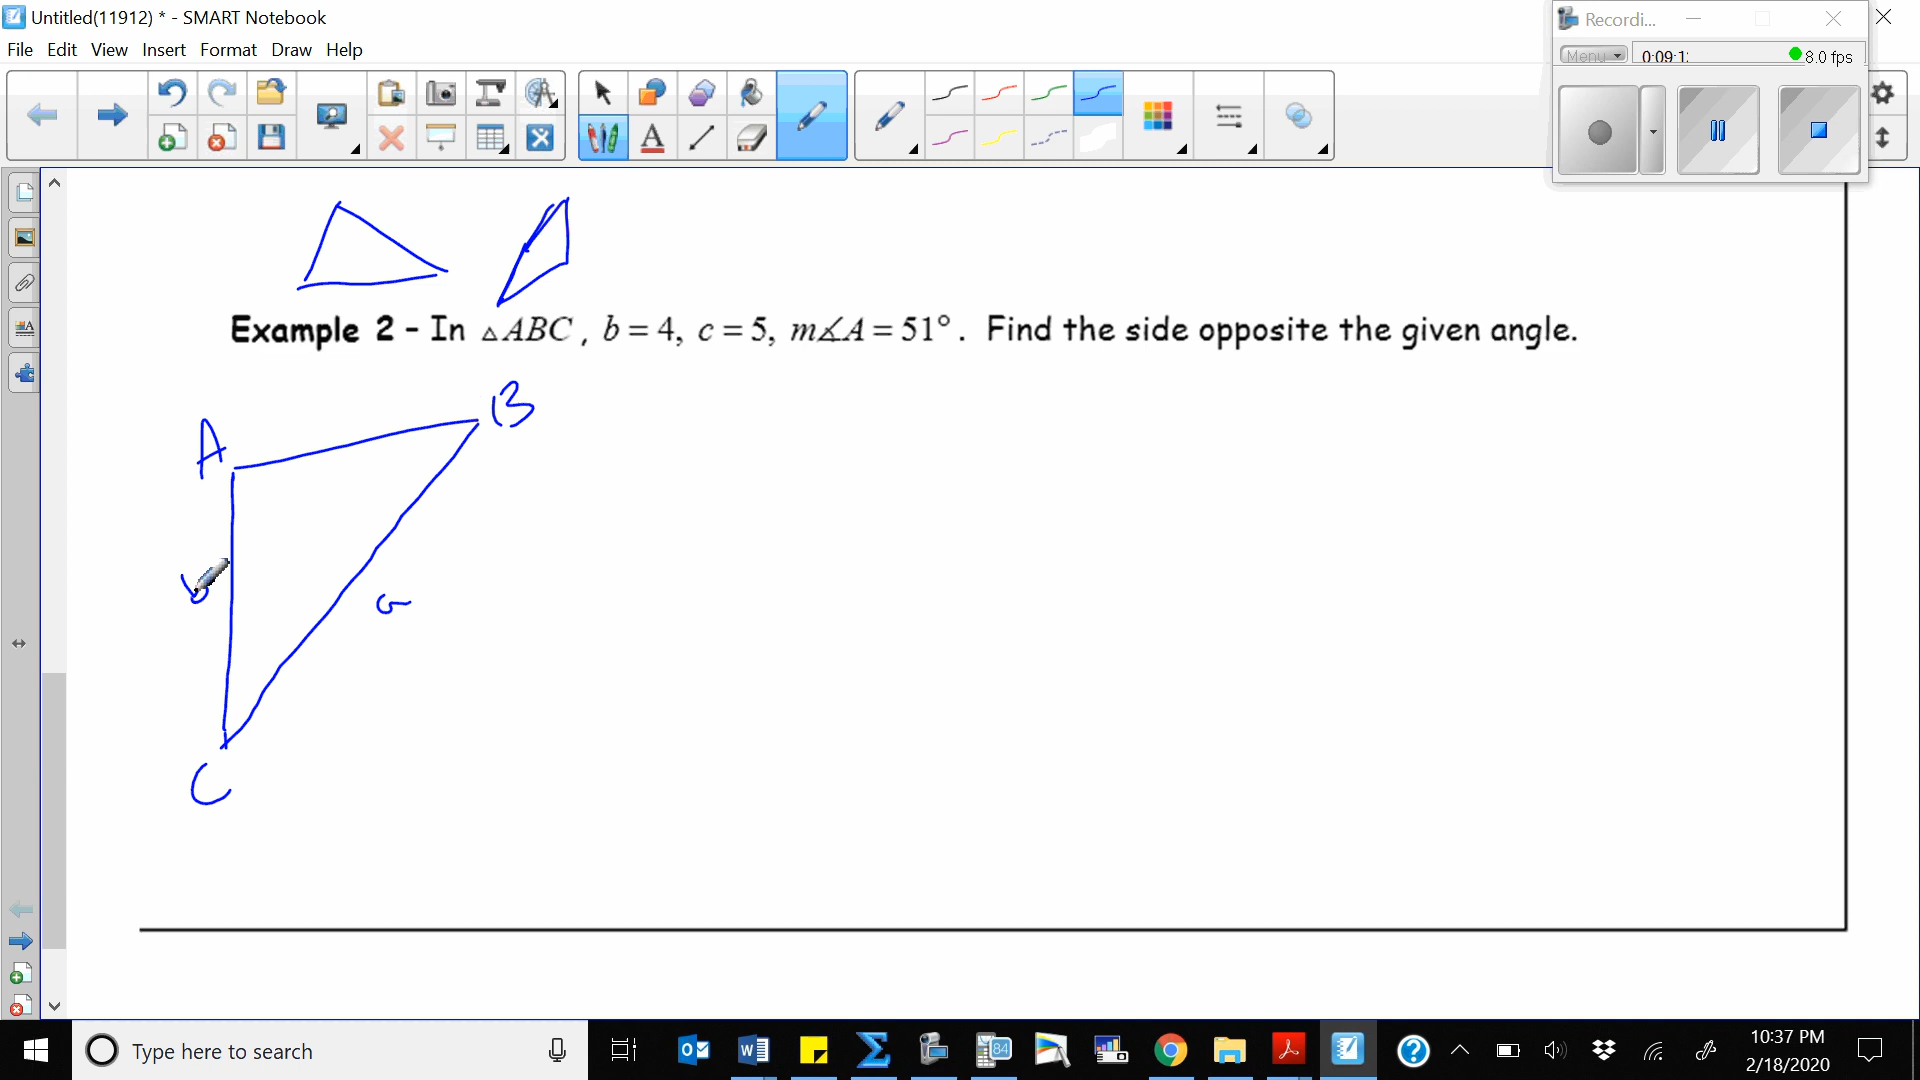 Untitled(11912) * - SMART Notebook
Recordi...
File Edit View Insert Format Draw Help
Menu
0:09:1
8.0 fps
A
A
Example 2 - In △ABC, b = 4, c = 5, m∡A = 51°. Find the side opposite the given angle.
B
A
b
a
C
Type here to search
84
10:37 PM
2/18/2020